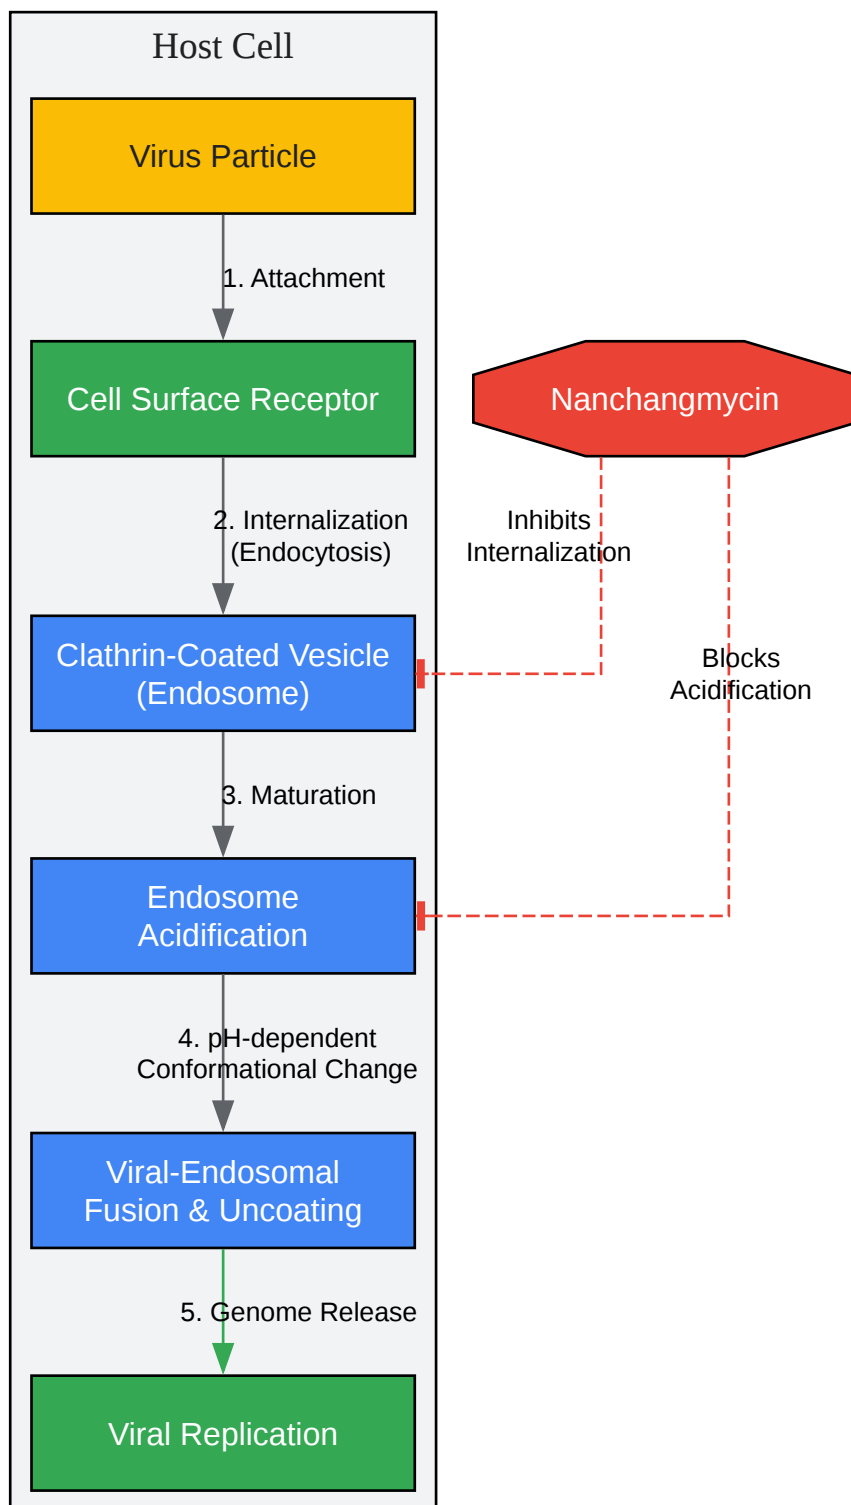 Host Cell
Virus Particle
1. Attachment
Cell Surface Receptor
Nanchangmycin
2. Internalization
(Endocytosis)
Inhibits
Internalization
Clathrin-Coated Vesicle
(Endosome)
Blocks
Acidification
3. Maturation
Endosome
Acidification
4. pH-dependent
Conformational Change
Viral-Endosomal
Fusion & Uncoating
5. Genome Release
Viral Replication